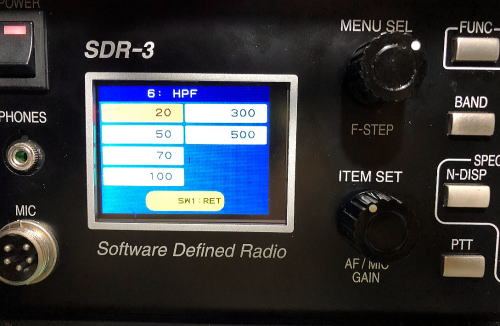 POWER
SDR-3
MENU SEL
FUNC
6: HPF
20 300
50 500
70
100
SW1:RET
PHONES
F-STEP
BAND
ITEM SET
SPEC
N-DISP
MIC
Software Defined Radio
AF/MIC
GAIN
PTT